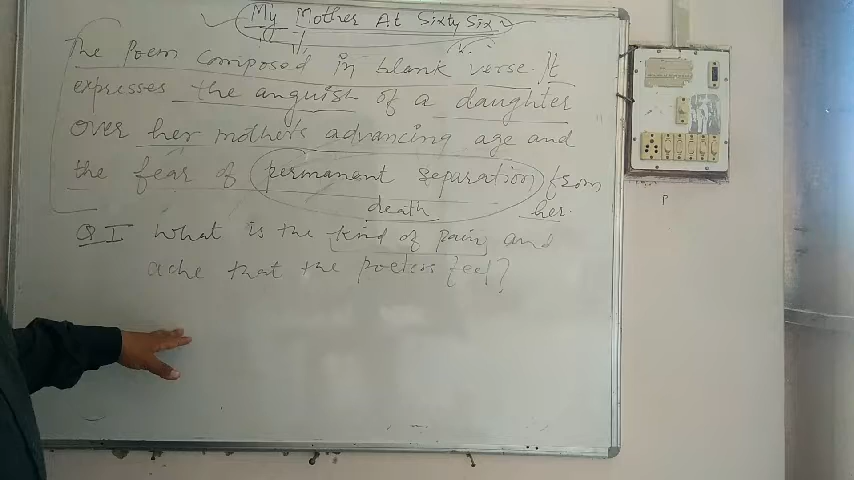 My Mother At Sixty Six
The Poem composed in blank verse. It
expresses the anguish of a daughter
over her mother's advancing age and
the fear of permanent separation from
death her.
Q I What is the kind of pain and
ache that the poetess feel?
P